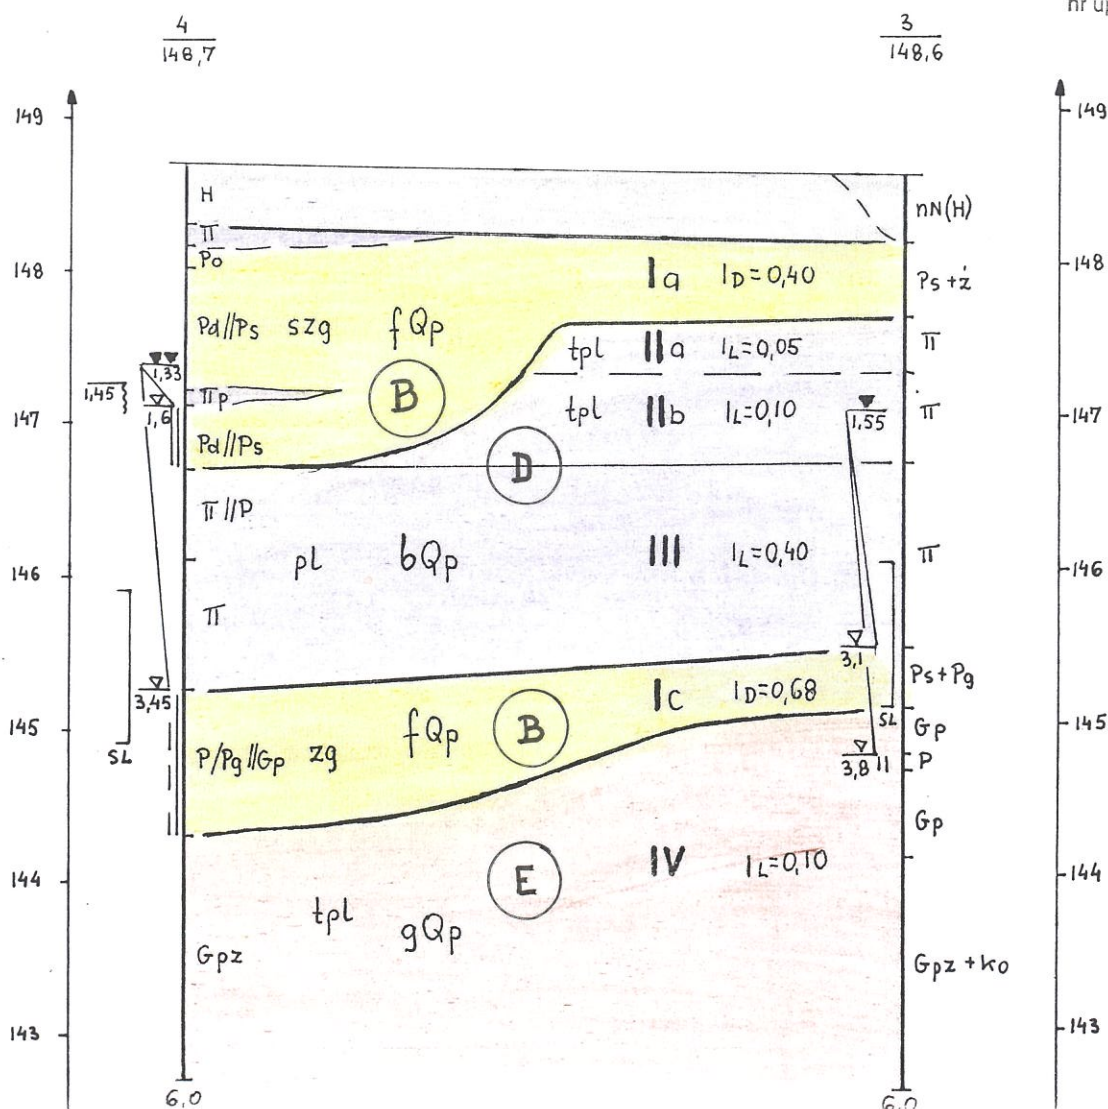 nr up
4
148,7
3
148,6
149
149
H
nN(H)
π
Po
148
148
Ia ID=0,40
Ps+ż
Pd//Ps szg fQp
tpl IIa IL=0,05
π
1,33
1,45
πp
B
1,6
147
147
tpl IIb IL=0,10
π
1,55
Pd//Ps
D
π//P
pl bQp
III IL=0,40
π
146
146
π
3,1
3,45
Ps+Pg
Ic ID=0,68
145
145
fQp B
SL
Gp
SL
P/Pg//Gp zg
3,8
P
Gp
IV IL=0,10
144
144
E
tpl gQp
Gpz
Gpz+ko
143
143
6,0
6,0